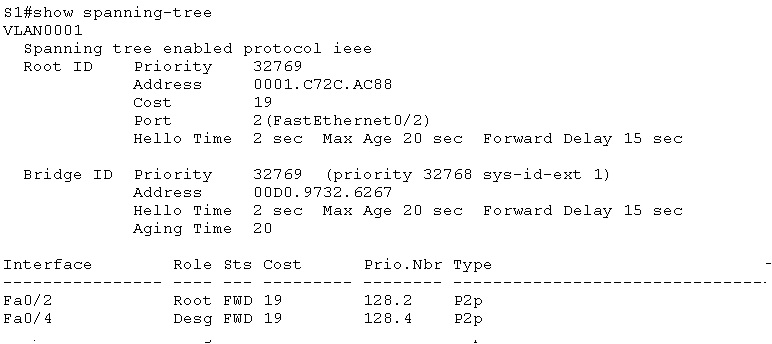 S1#show spanning-tree
VLAN0001
  Spanning tree enabled protocol ieee
  Root ID    Priority    32769
             Address     0001.C72C.AC88
             Cost        19
             Port        2(FastEthernet0/2)
             Hello Time  2 sec  Max Age 20 sec  Forward Delay 15 sec

  Bridge ID  Priority    32769  (priority 32768 sys-id-ext 1)
             Address     00D0.9732.6267
             Hello Time  2 sec  Max Age 20 sec  Forward Delay 15 sec
             Aging Time  20

Interface        Role Sts Cost      Prio.Nbr Type
---------------- ---- --- --------- -------- --------------------------------
Fa0/2            Root FWD 19        128.2    P2p
Fa0/4            Desg FWD 19        128.4    P2p